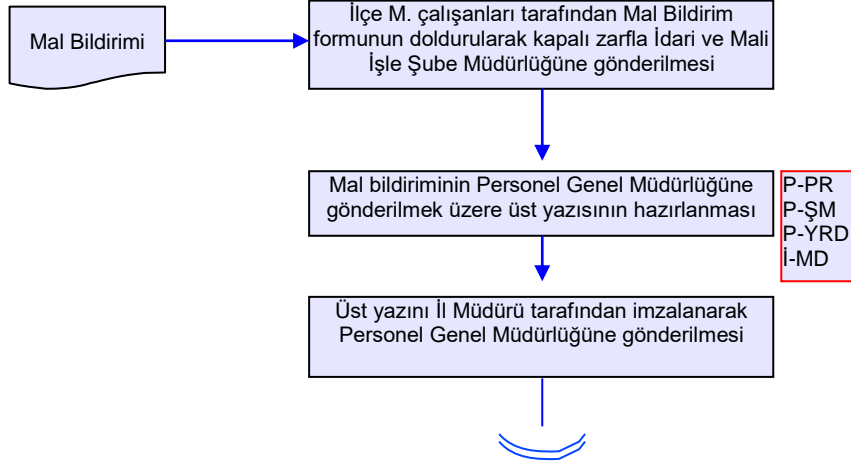 Mal Bildirimi
İlçe M. çalışanları tarafından Mal Bildirim
formunun doldurularak kapalı zarfla İdari ve Mali
İşle Şube Müdürlüğüne gönderilmesi
Mal bildiriminin Personel Genel Müdürlüğüne
gönderilmek üzere üst yazısının hazırlanması
P-PR
P-ŞM
P-YRD
İ-MD
Üst yazını İl Müdürü tarafından imzalanarak
Personel Genel Müdürlüğüne gönderilmesi